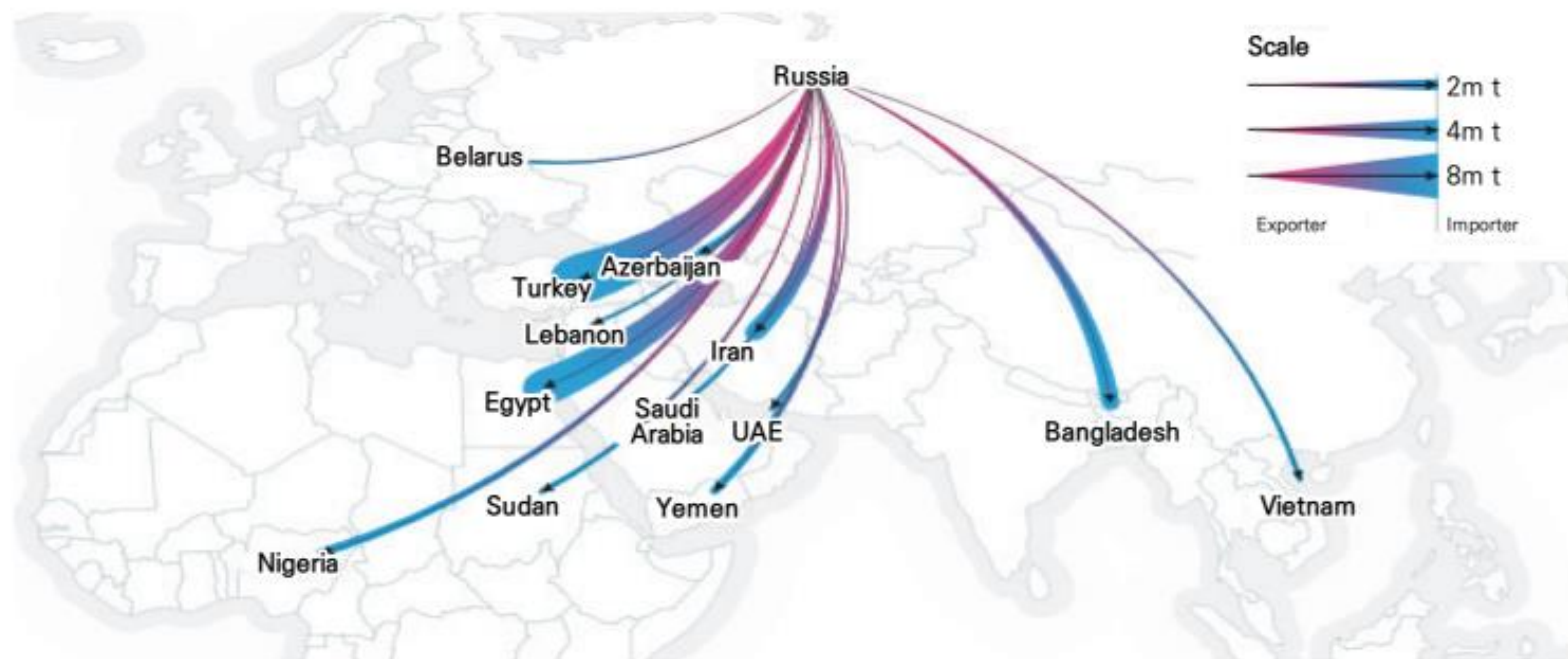 Scale
Russia
2m t
4m t
Belarus
8m t
Exporter
Importer
Azerbaijan
Turkey
Lebanon
Iran
Egypt
Saudi
Arabia
UAE
Bangladesh
Sudan
Yemen
Vietnam
Nigeria